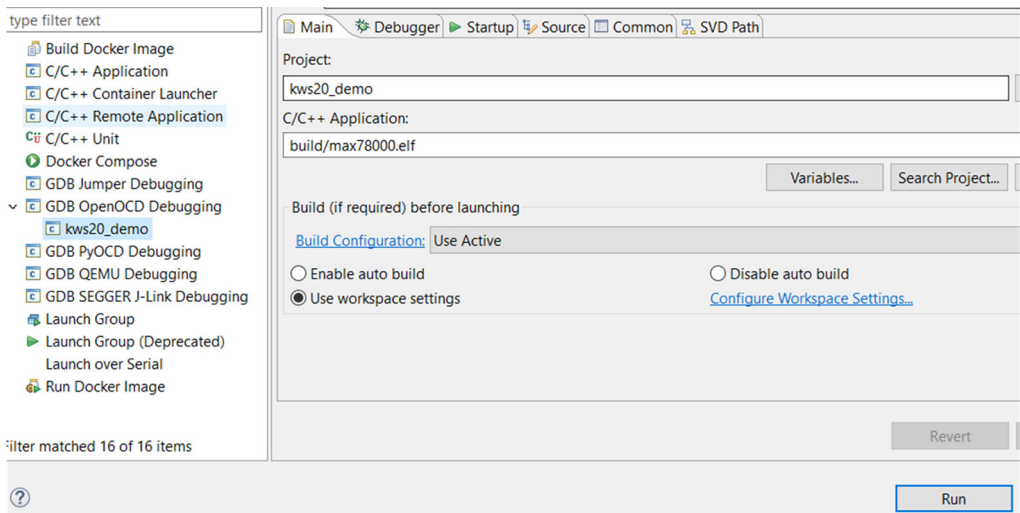 type filter text
Build Docker Image
C/C++ Application
C/C++ Container Launcher
C/C++ Remote Application
C/C++ Unit
Docker Compose
GDB Jumper Debugging
GDB OpenOCD Debugging
kws20_demo
GDB PyOCD Debugging
GDB QEMU Debugging
GDB SEGGER J-Link Debugging
Launch Group
Launch Group (Deprecated)
Launch over Serial
Run Docker Image
Filter matched 16 of 16 items
Main Debugger Startup Source Common SVD Path
Project:
kws20_demo
C/C++ Application:
build/max78000.elf
Variables... Search Project...
Build (if required) before launching
Build Configuration: Use Active
Enable auto build Disable auto build
Use workspace settings Configure Workspace Settings...
Revert
Run